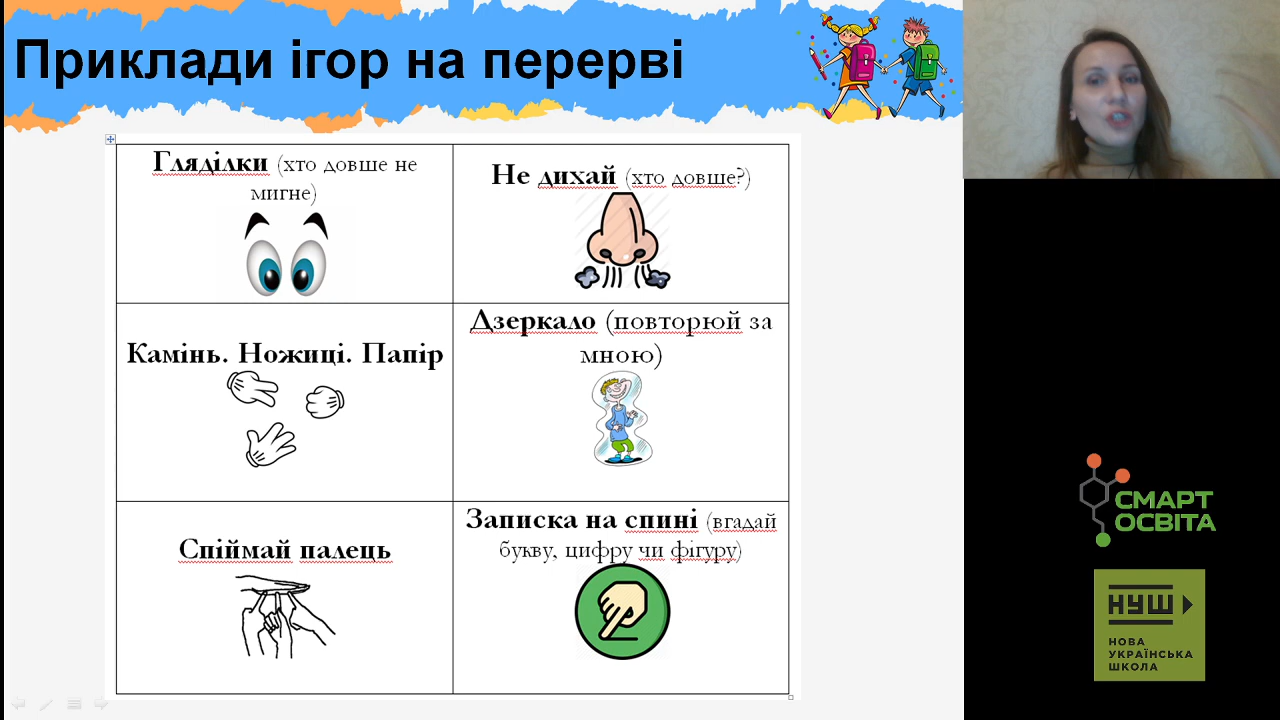 Приклади ігор на перерві
Гляділки (хто довше не
мигне)
Не дихай (хто довше?)
Камінь. Ножиці. Папір
Дзеркало (повторюй за
мною)
Спіймай палець
Записка на спині (вгадай
букву, цифру чи фігуру)
СМАРТ
ОСВІТА
НУШ
НОВА
УКРАЇНСЬКА
ШКОЛА